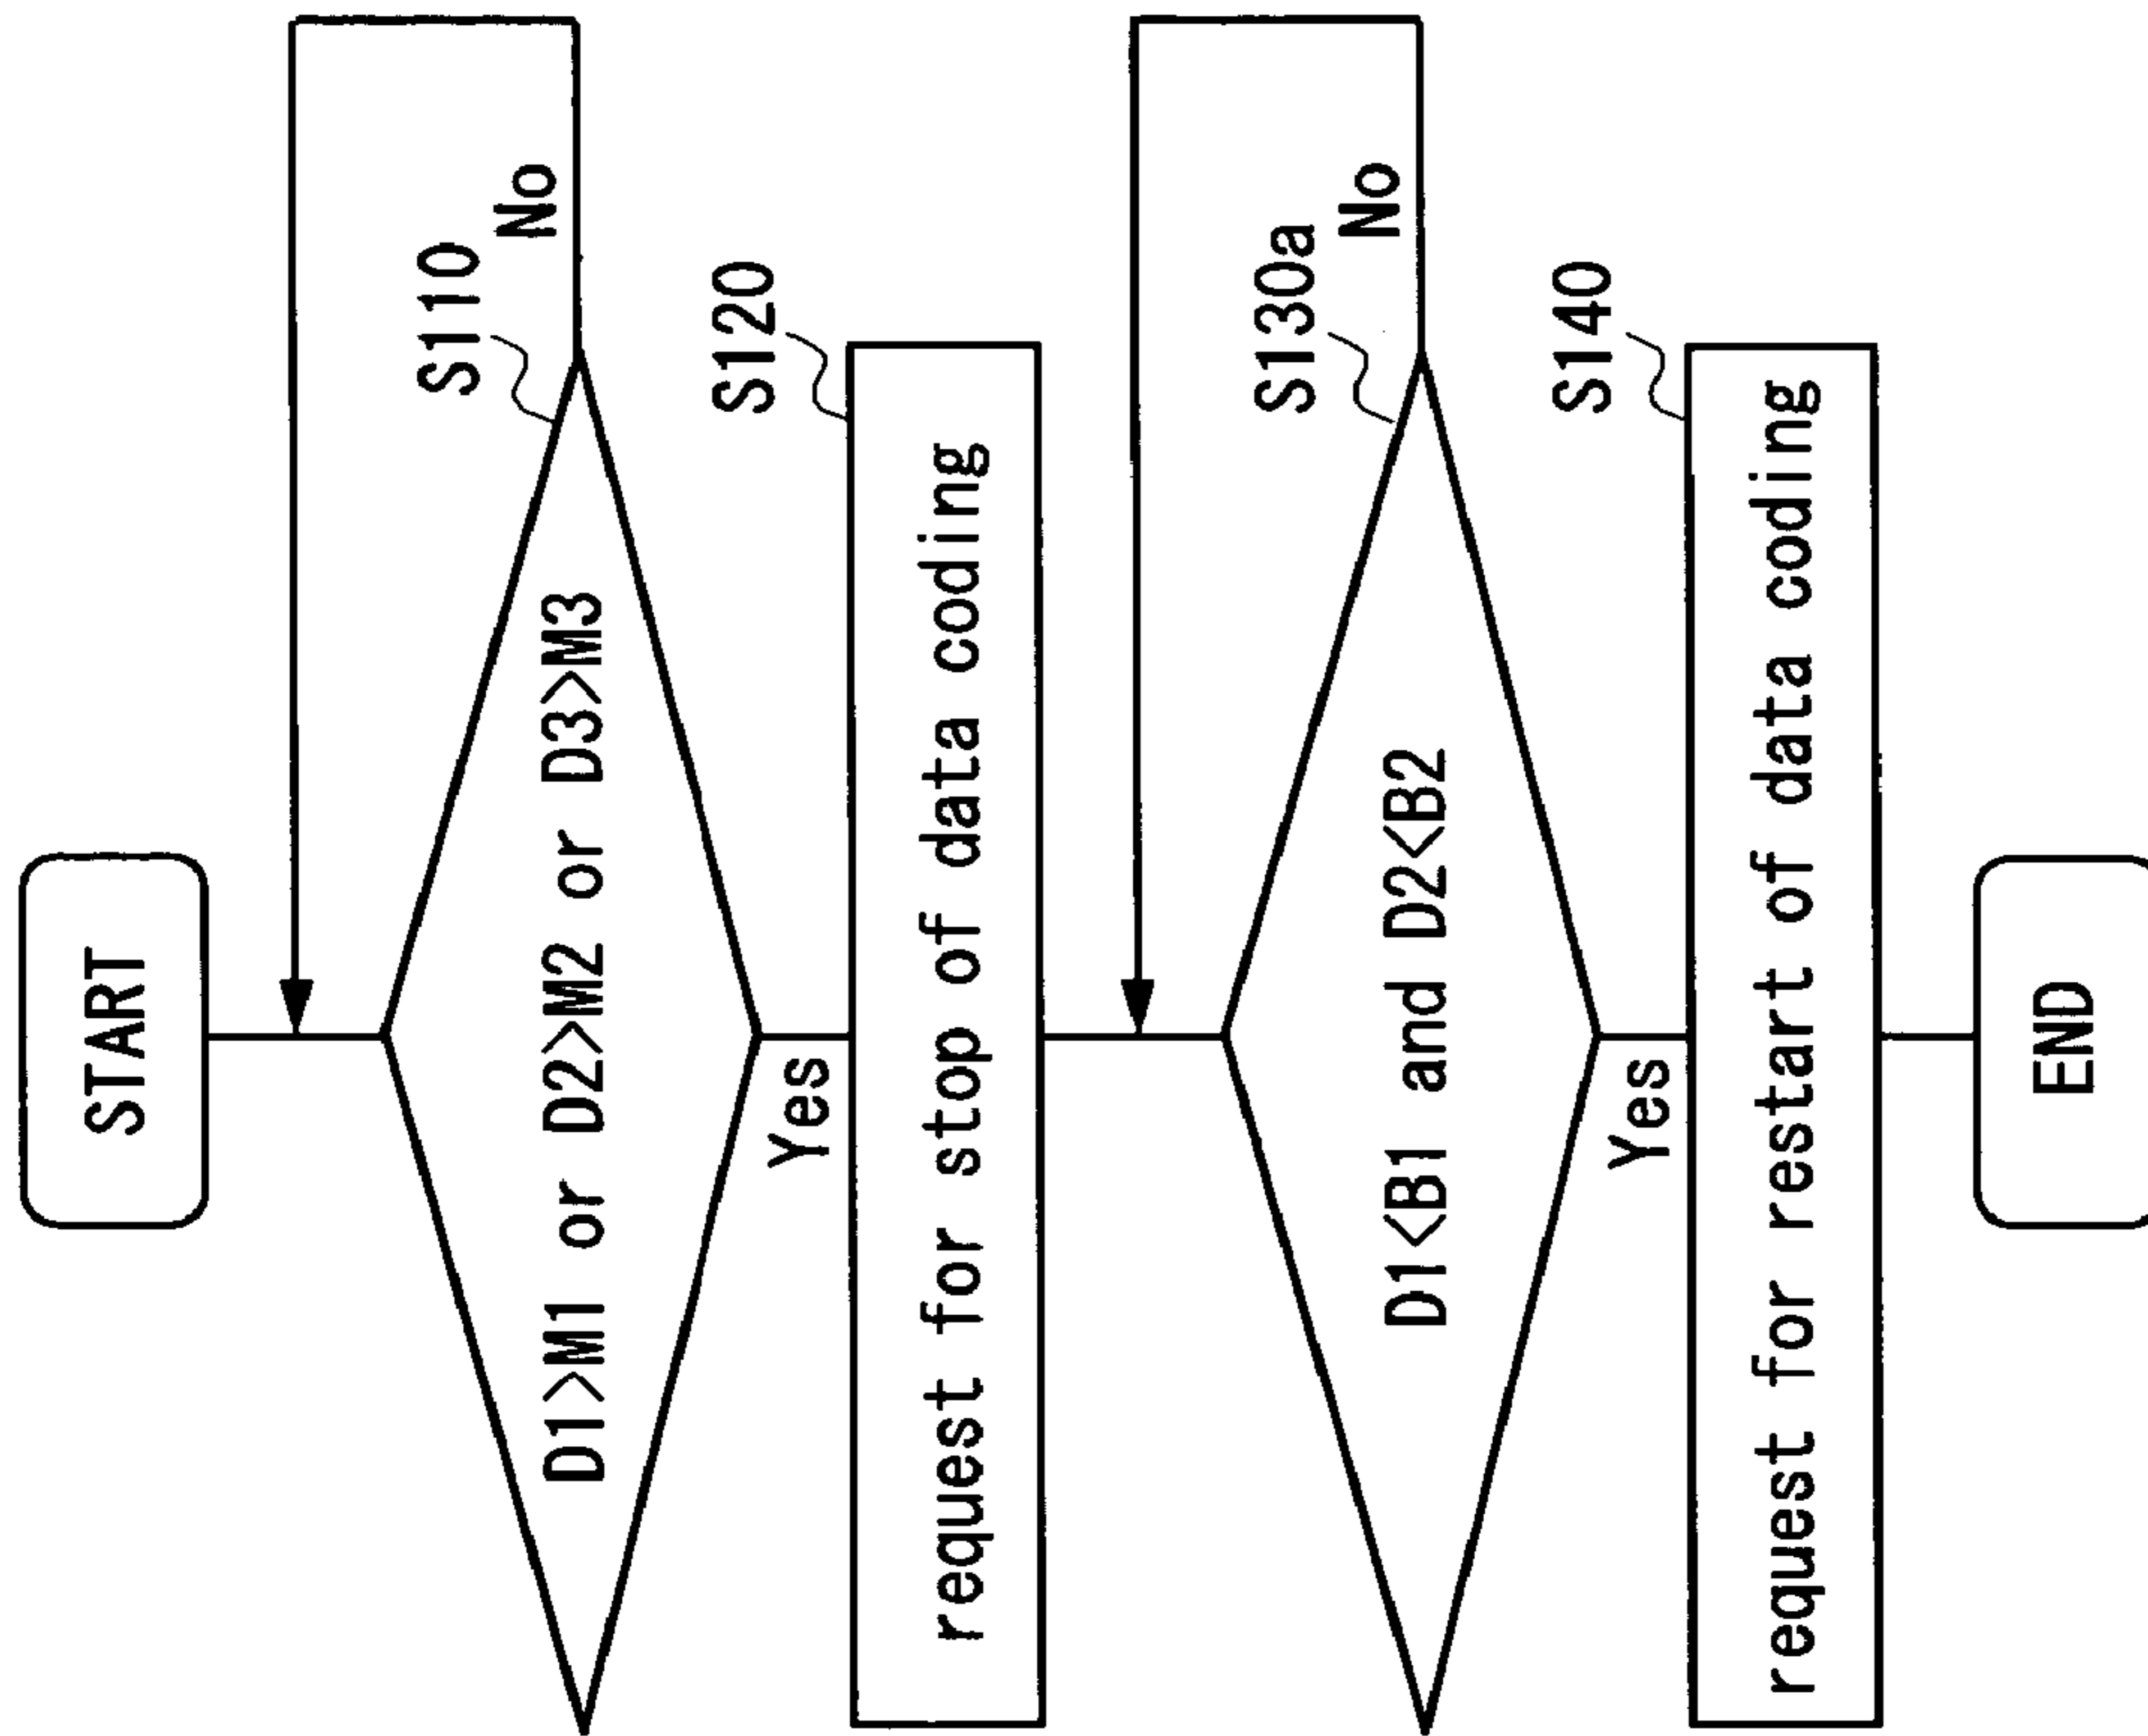 START
S110
No
D1>M1 or D2>M2 or D3>M3
Yes
S120
request for stop of data coding
S130a
No
D1<B1 and D2<B2
Yes
S140
request for restart of data coding
END